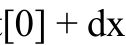 t[0] + dx